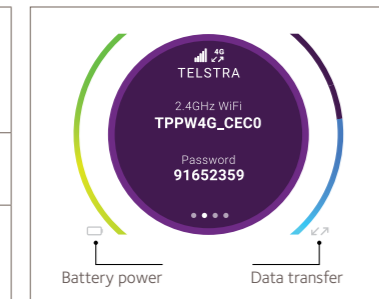 4G
TELSTRA
2.4GHz WiFi
TPPW4G_CEC0
Password
91652359
Battery power
Data transfer